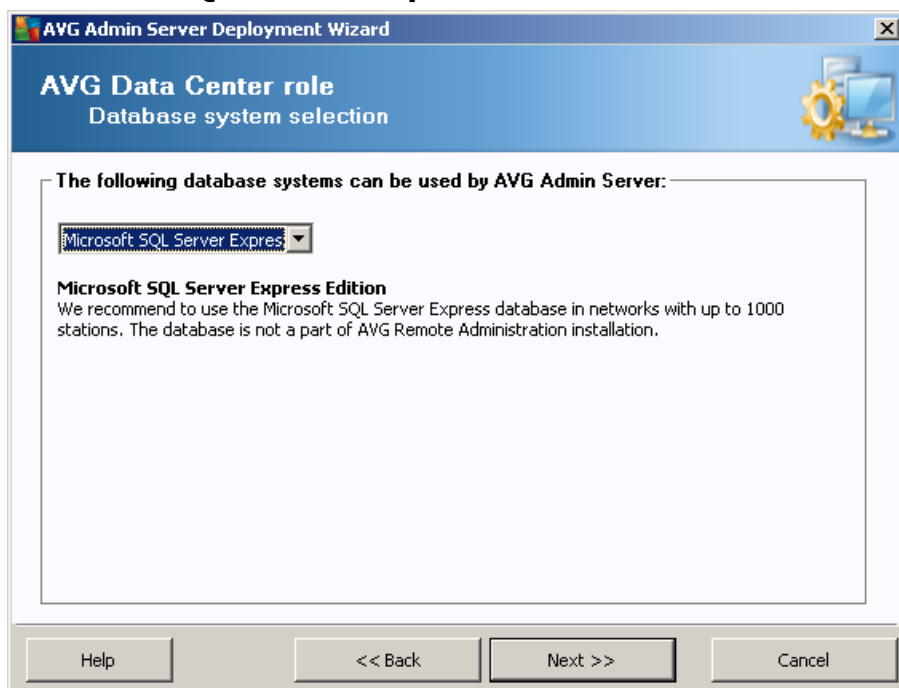 AVG Admin Server Deployment Wizard
AVG Data Center role
Database system selection
The following database systems can be used by AVG Admin Server:
Microsoft SQL Server Expres
Microsoft SQL Server Express Edition
We recommend to use the Microsoft SQL Server Express database in networks with up to 1000
stations. The database is not a part of AVG Remote Administration installation.
Help
<< Back
Next >>
Cancel